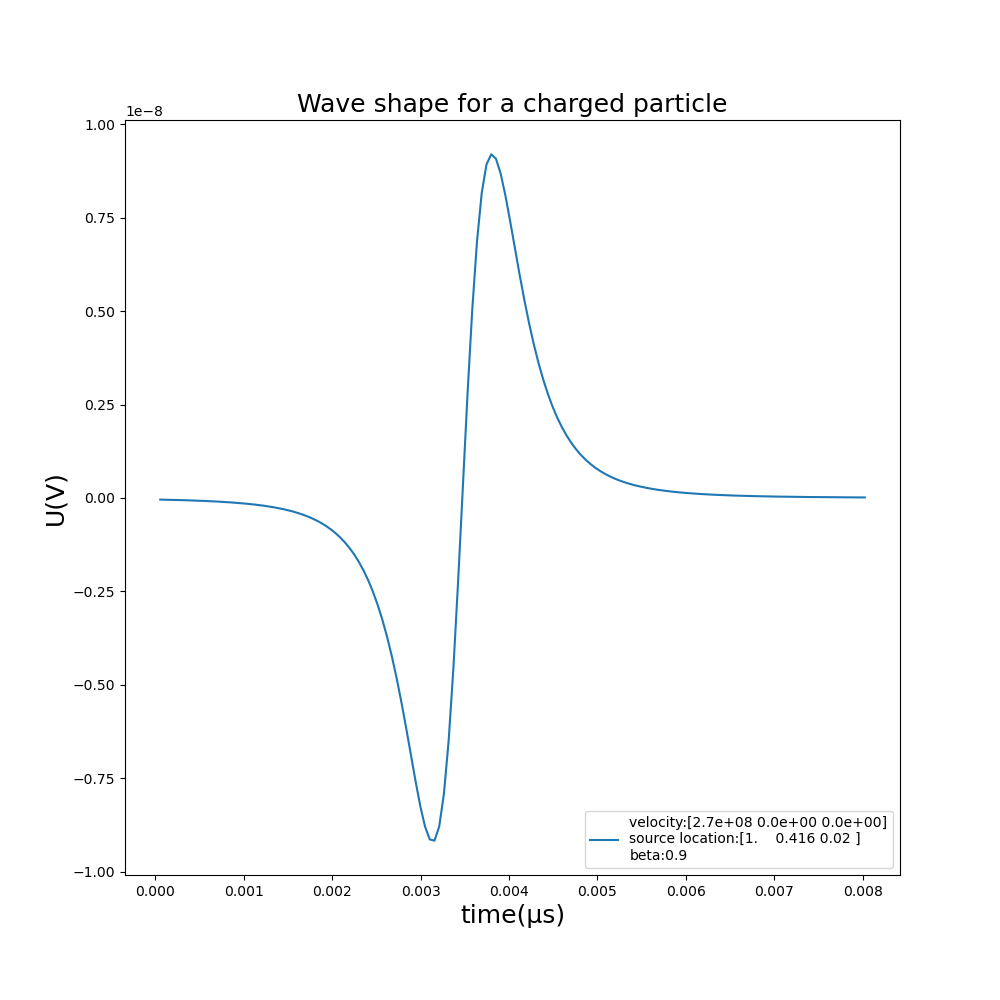 Wave shape for a charged particle
1e−8
1.00
0.75
0.50
0.25
0.00
−0.25
−0.50
−0.75
−1.00
U(V)
0.000 0.001 0.002 0.003 0.004 0.005 0.006 0.007 0.008
time(μs)
velocity:[2.7e+08 0.0e+00 0.0e+00]
source location:[1.    0.416 0.02 ]
beta:0.9